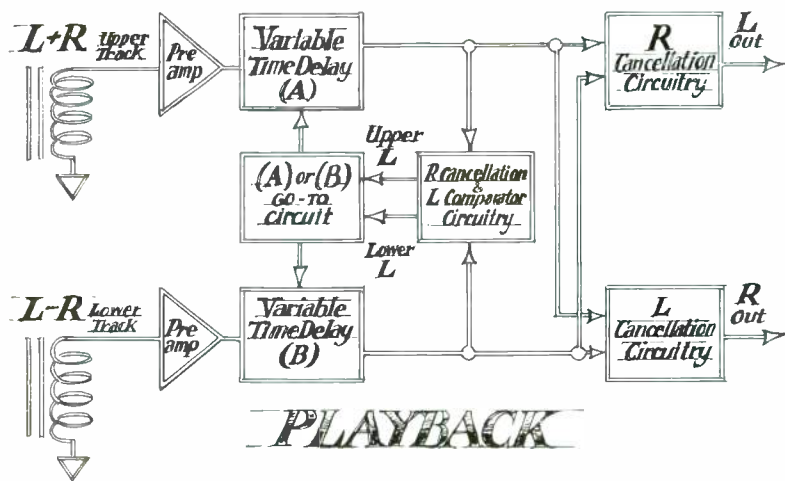 L+R Upper
Track
Pre
amp
Variable
Time Delay
(A)
R
Cancellation
Circuitry
L
Out
Upper
L
(A) or (B)
GO-TO
circuit
R Cancellation
&
L Comparator
Circuitry
Lower
L
L-R Lower
Track
Pre
amp
Variable
Time Delay
(B)
L
Cancellation
Circuitry
R
Out
PLAYBACK